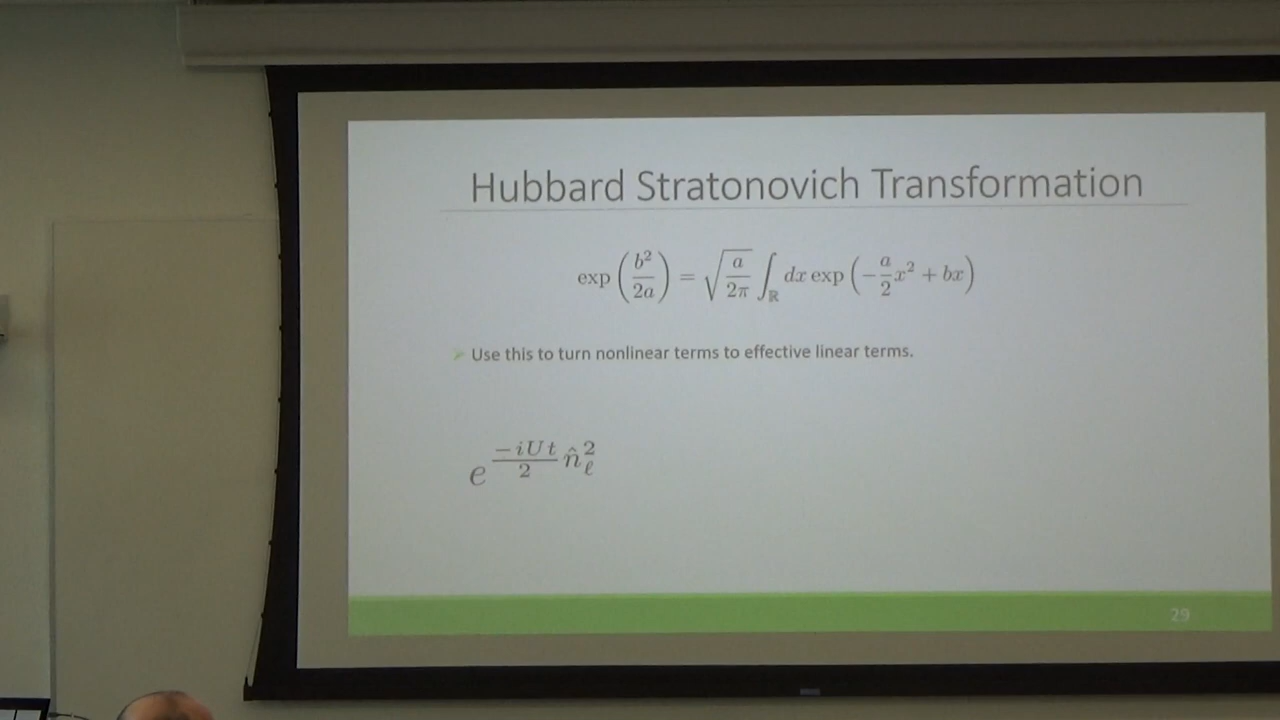 Hubbard Stratonovich Transformation
exp(b²/2a) = √(a/2π) ∫_ℝ dx exp(−a/2 x² + bx)
➢ Use this to turn nonlinear terms to effective linear terms.
e^{−iUt/2 n̂_ℓ²}
29